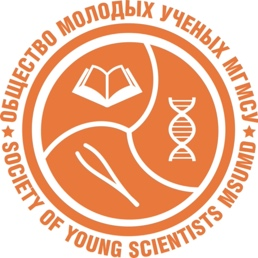 ОБЩЕСТВО МОЛОДЫХ УЧЕНЫХ МГМСУ
SOCIETY OF YOUNG SCIENTISTS MSUMD